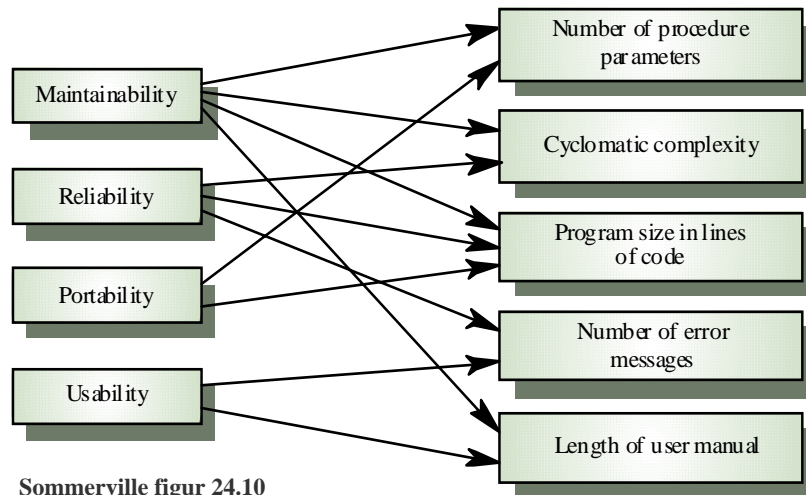 Maintainability
Reliability
Portability
Usability
Number of procedure
parameters
Cyclomatic complexity
Program size in lines
of code
Number of error
messages
Length of user manual
Sommerville figur 24.10